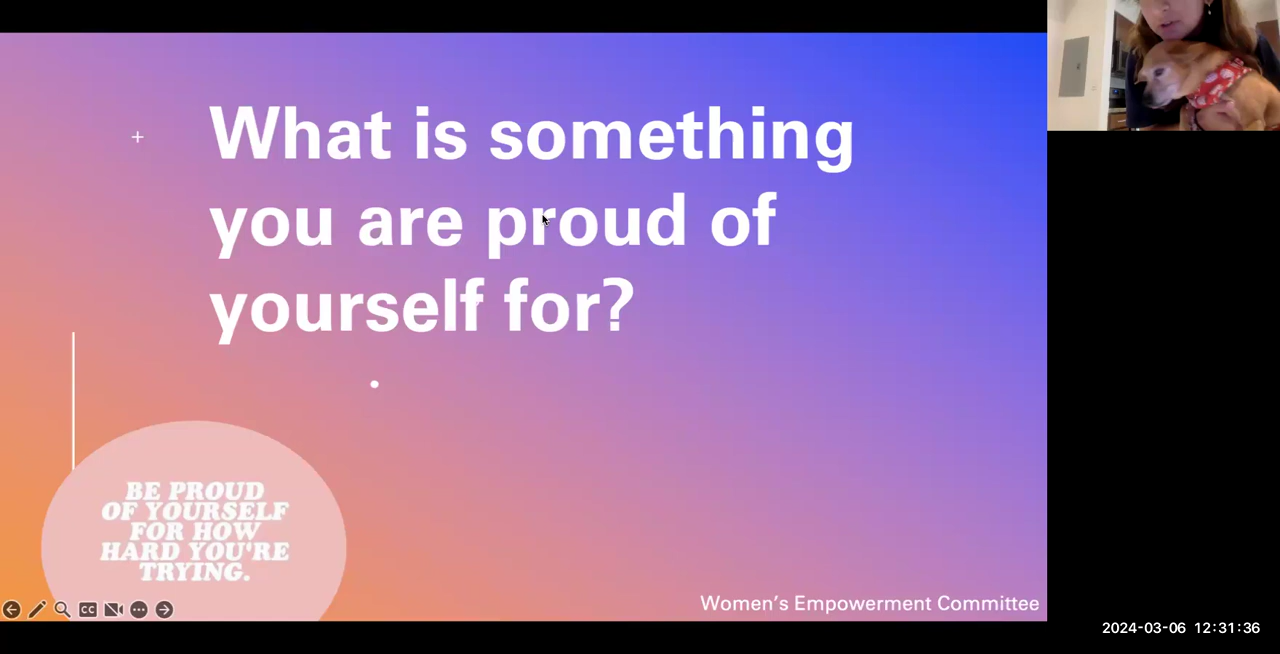 What is something
you are proud of
yourself for?
BE PROUD
OF YOURSELF
FOR HOW
HARD YOU'RE
TRYING.
CC
Women's Empowerment Committee
2024-03-06 12:31:36